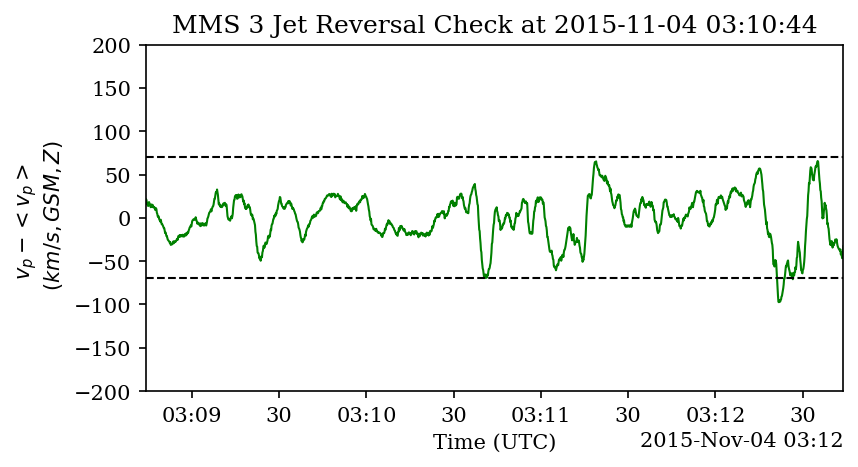 MMS 3 Jet Reversal Check at 2015-11-04 03:10:44
v_p − < v_p >
(km/s, GSM, Z)
200
150
100
50
0
−50
−100
−150
−200
03:09 30 03:10 30 03:11 30 03:12 30
Time (UTC)
2015-Nov-04 03:12